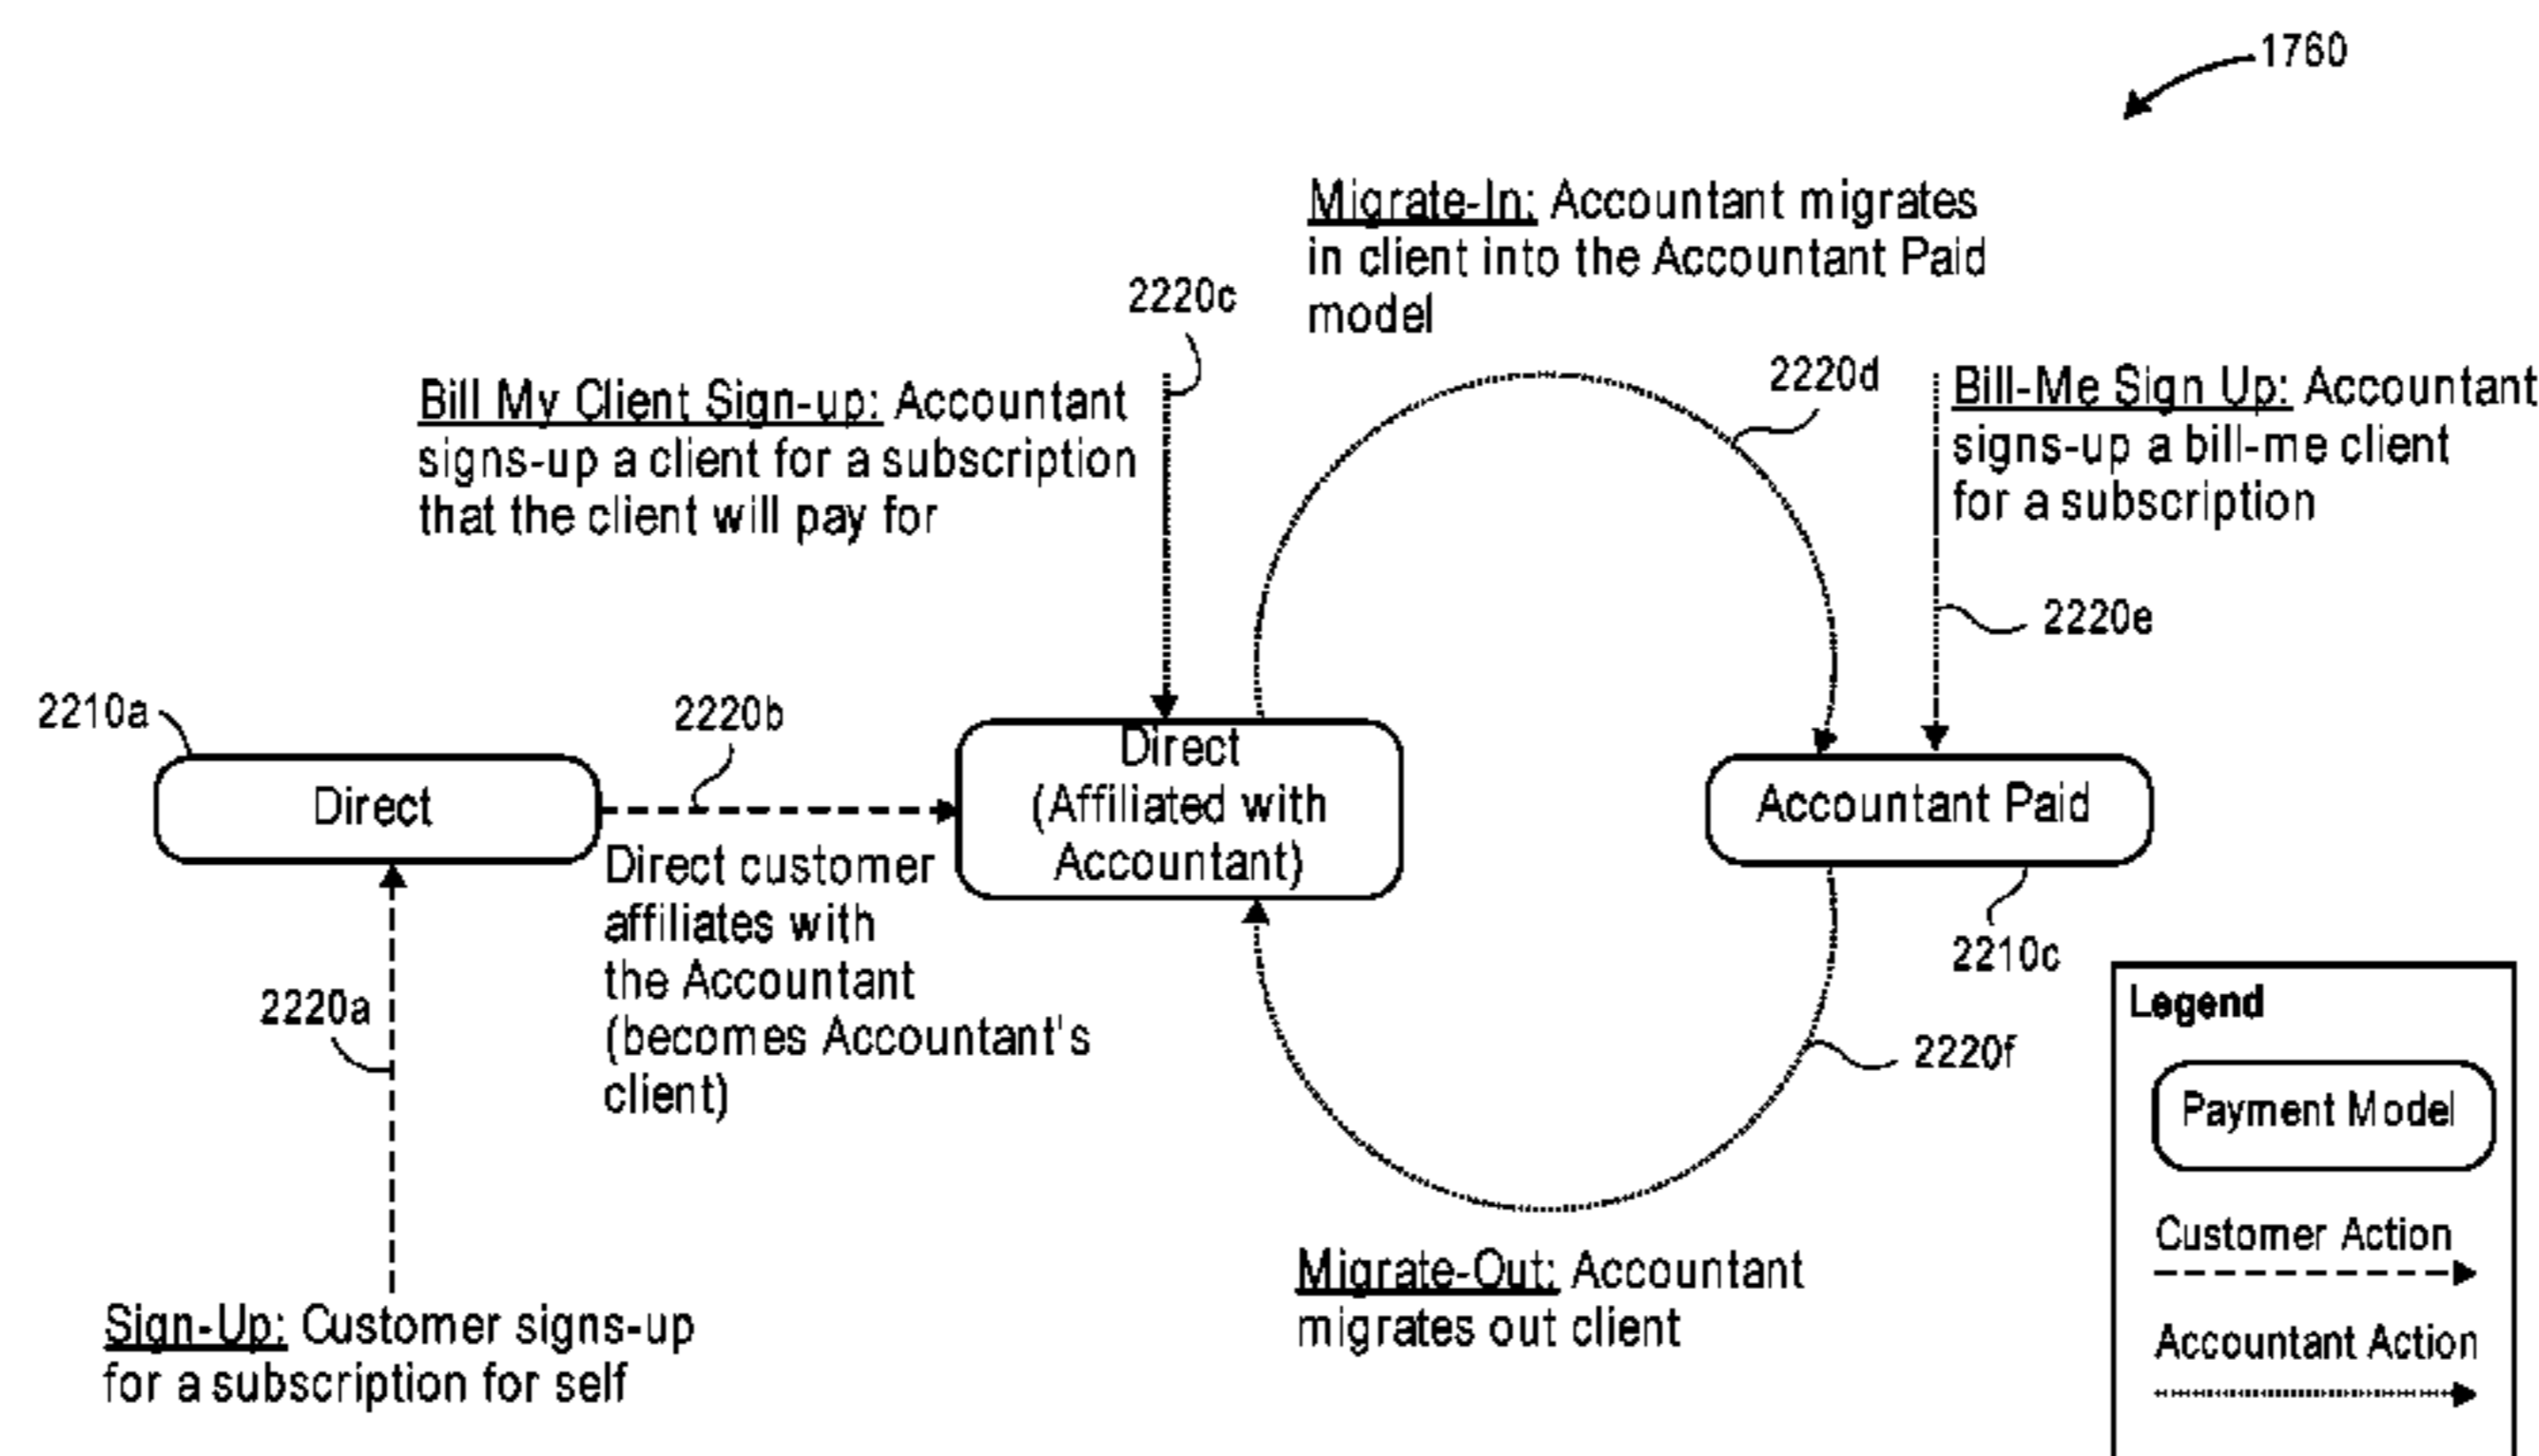 1760
Migrate-In: Accountant migrates
in client into the Accountant Paid
model
2220c
2220d
Bill My Client Sign-up: Accountant
signs-up a client for a subscription
that the client will pay for
Bill-Me Sign Up: Accountant
signs-up a bill-me client
for a subscription
2220e
2210a
2220b
Direct
Direct
(Affiliated with
Accountant)
Accountant Paid
Direct customer
affiliates with
the Accountant
(becomes Accountant's
client)
2210c
2220a
2220f
Sign-Up: Customer signs-up
for a subscription for self
Migrate-Out: Accountant
migrates out client
Legend
Payment Model
Customer Action
Accountant Action